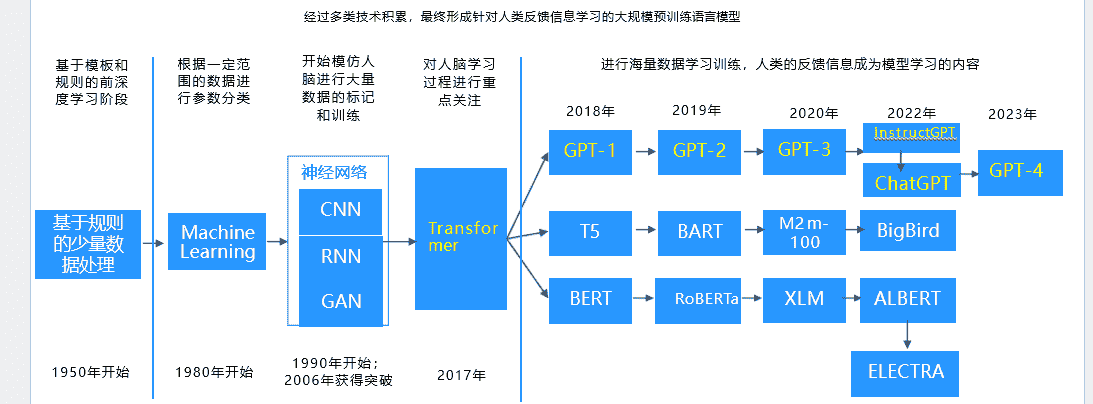 经过多类技术积累，最终形成针对人类反馈信息学习的大规模预训练语言模型
基于模板和
规则的前深
度学习阶段
根据一定范
围的数据进
行参数分类
开始模仿人
脑进行大量
数据的标记
和训练
对人脑学习
过程进行重
点关注
进行海量数据学习训练，人类的反馈信息成为模型学习的内容
2018年
2019年
2020年
2022年
2023年
基于规则
的少量数
据处理
Machine
Learning
神经网络
CNN
RNN
GAN
Transfor
mer
GPT-1
GPT-2
GPT-3
InstructGPT
ChatGPT
GPT-4
T5
BART
M2m-
100
BigBird
BERT
RoBERTa
XLM
ALBERT
ELECTRA
1950年开始
1980年开始
1990年开始；
2006年获得突破
2017年